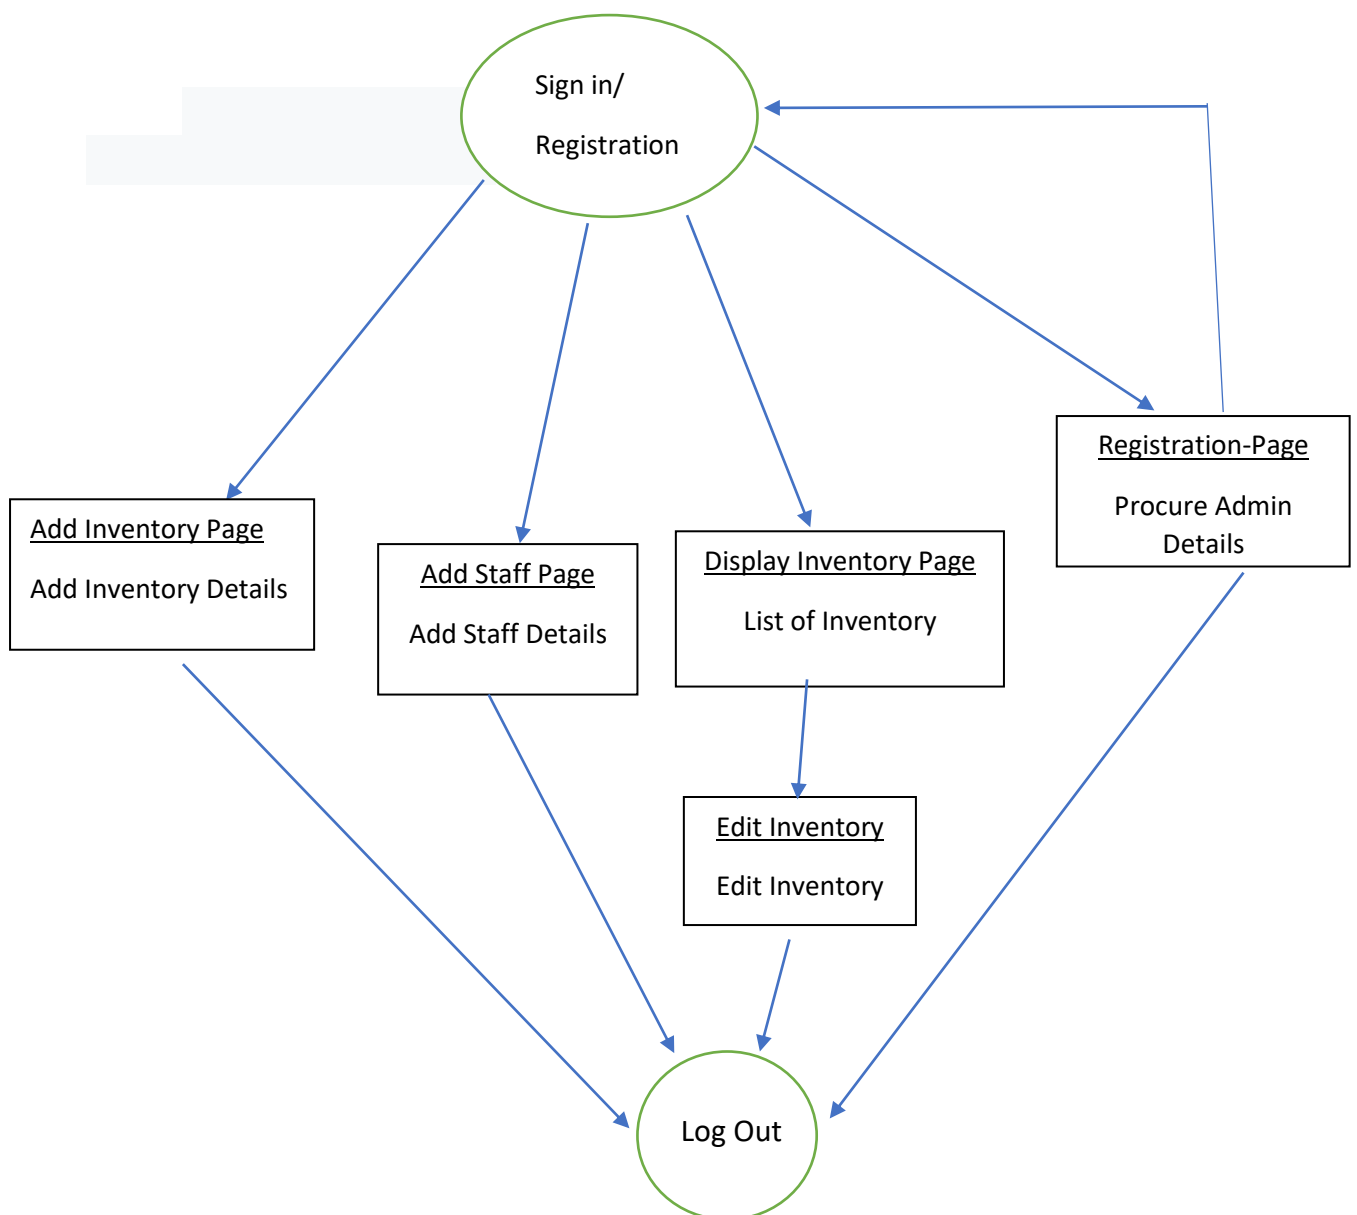 Sign in/
Registration
Registration-Page
Procure Admin
Details
Add Inventory Page
Add Inventory Details
Add Staff Page
Add Staff Details
Display Inventory Page
List of Inventory
Edit Inventory
Edit Inventory
Log Out